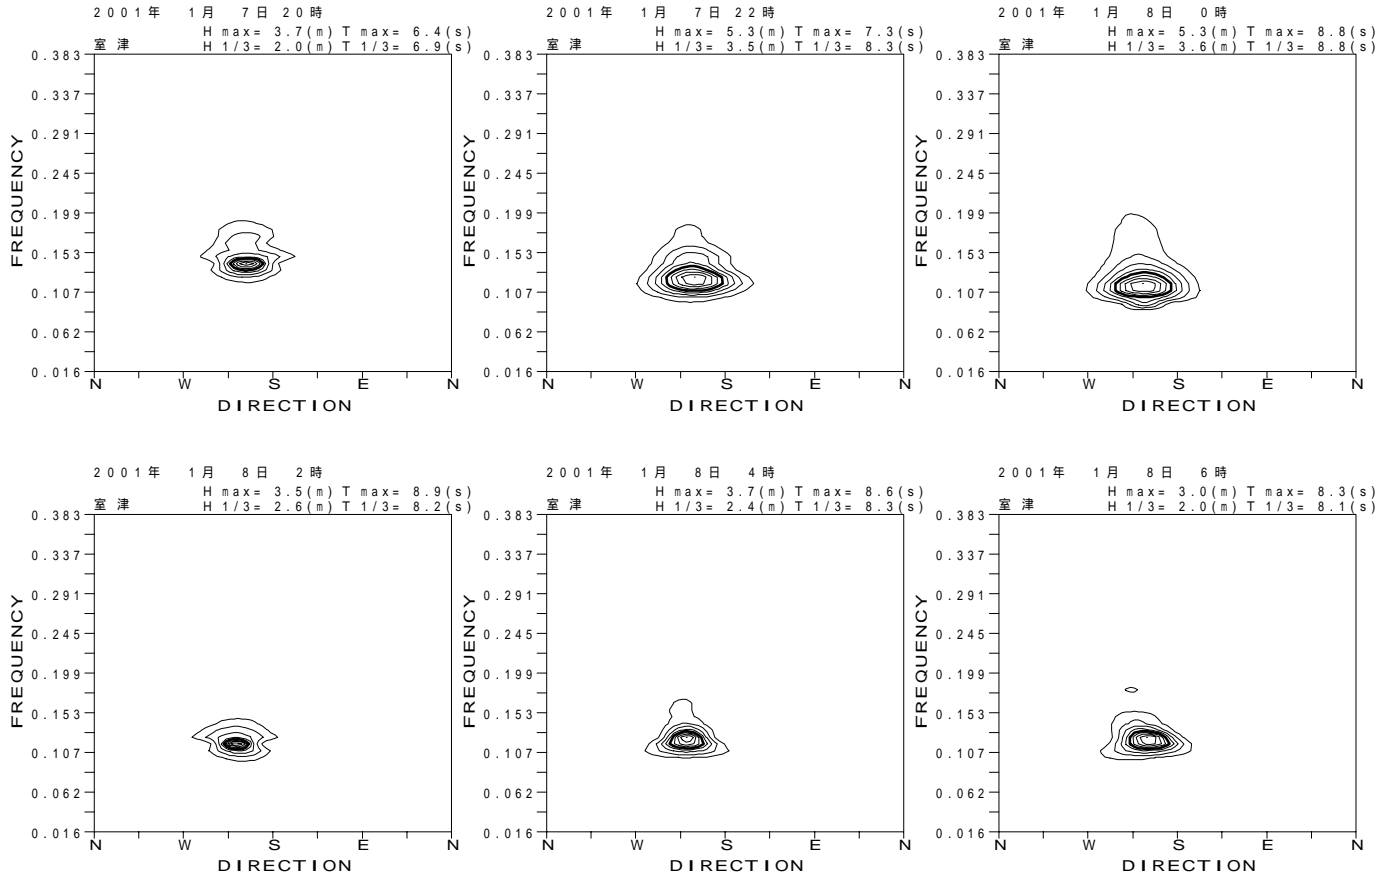 2001年 1月 7日20時
H max= 3.7(m) T max= 6.4(s)
室津 H 1/3= 2.0(m) T 1/3= 6.9(s)
0.383
0.337
0.291
0.245
0.199
0.153
0.107
0.062
0.016
FREQUENCY
N W S E N
DIRECTION
2001年 1月 7日22時
H max= 5.3(m) T max= 7.3(s)
室津 H 1/3= 3.5(m) T 1/3= 8.3(s)
0.383
0.337
0.291
0.245
0.199
0.153
0.107
0.062
0.016
FREQUENCY
N W S E N
DIRECTION
2001年 1月 8日 0時
H max= 5.3(m) T max= 8.8(s)
室津 H 1/3= 3.6(m) T 1/3= 8.8(s)
0.383
0.337
0.291
0.245
0.199
0.153
0.107
0.062
0.016
FREQUENCY
N W S E N
DIRECTION
2001年 1月 8日 2時
H max= 3.5(m) T max= 8.9(s)
室津 H 1/3= 2.6(m) T 1/3= 8.2(s)
0.383
0.337
0.291
0.245
0.199
0.153
0.107
0.062
0.016
FREQUENCY
N W S E N
DIRECTION
2001年 1月 8日 4時
H max= 3.7(m) T max= 8.6(s)
室津 H 1/3= 2.4(m) T 1/3= 8.3(s)
0.383
0.337
0.291
0.245
0.199
0.153
0.107
0.062
0.016
FREQUENCY
N W S E N
DIRECTION
2001年 1月 8日 6時
H max= 3.0(m) T max= 8.3(s)
室津 H 1/3= 2.0(m) T 1/3= 8.1(s)
0.383
0.337
0.291
0.245
0.199
0.153
0.107
0.062
0.016
FREQUENCY
N W S E N
DIRECTION